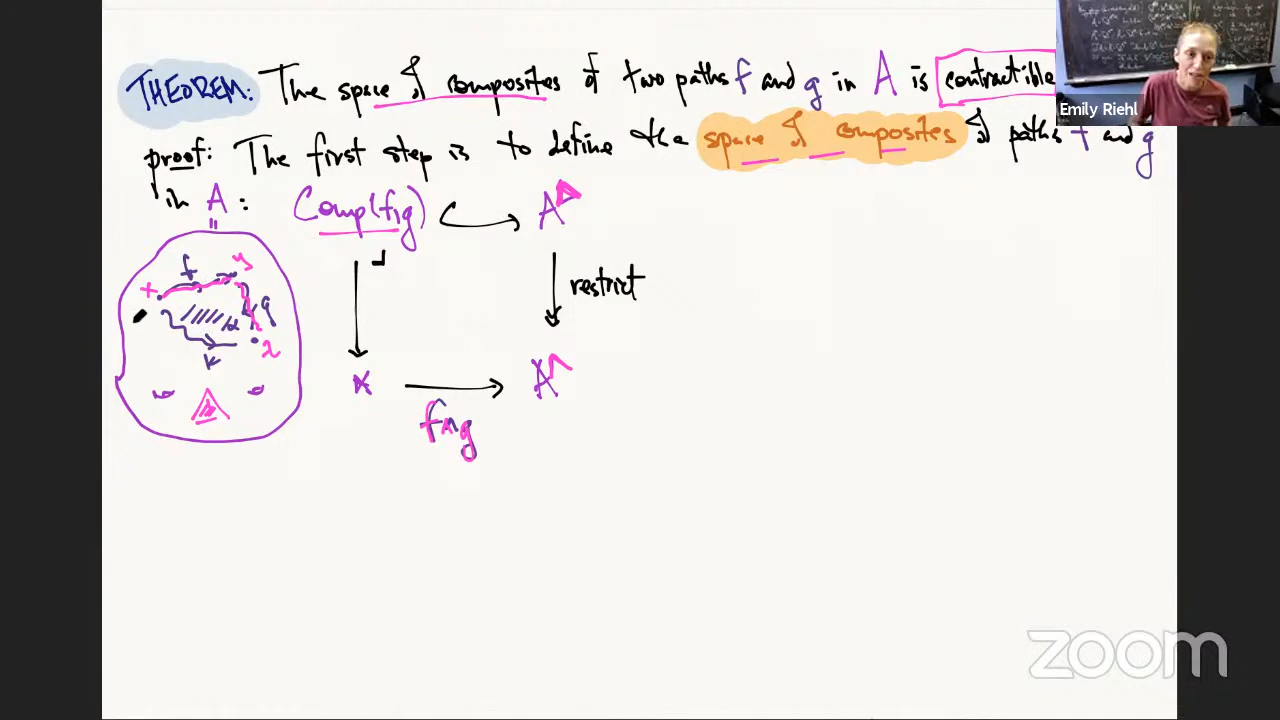 THEOREM: The space of composites of two paths f and g in A is contractible
Emily Riehl
proof: The first step is to define the space of composites of paths f and g
in A: Comp(f,g) A
restrict
f y
x g
z
* A
f∧g
zoom